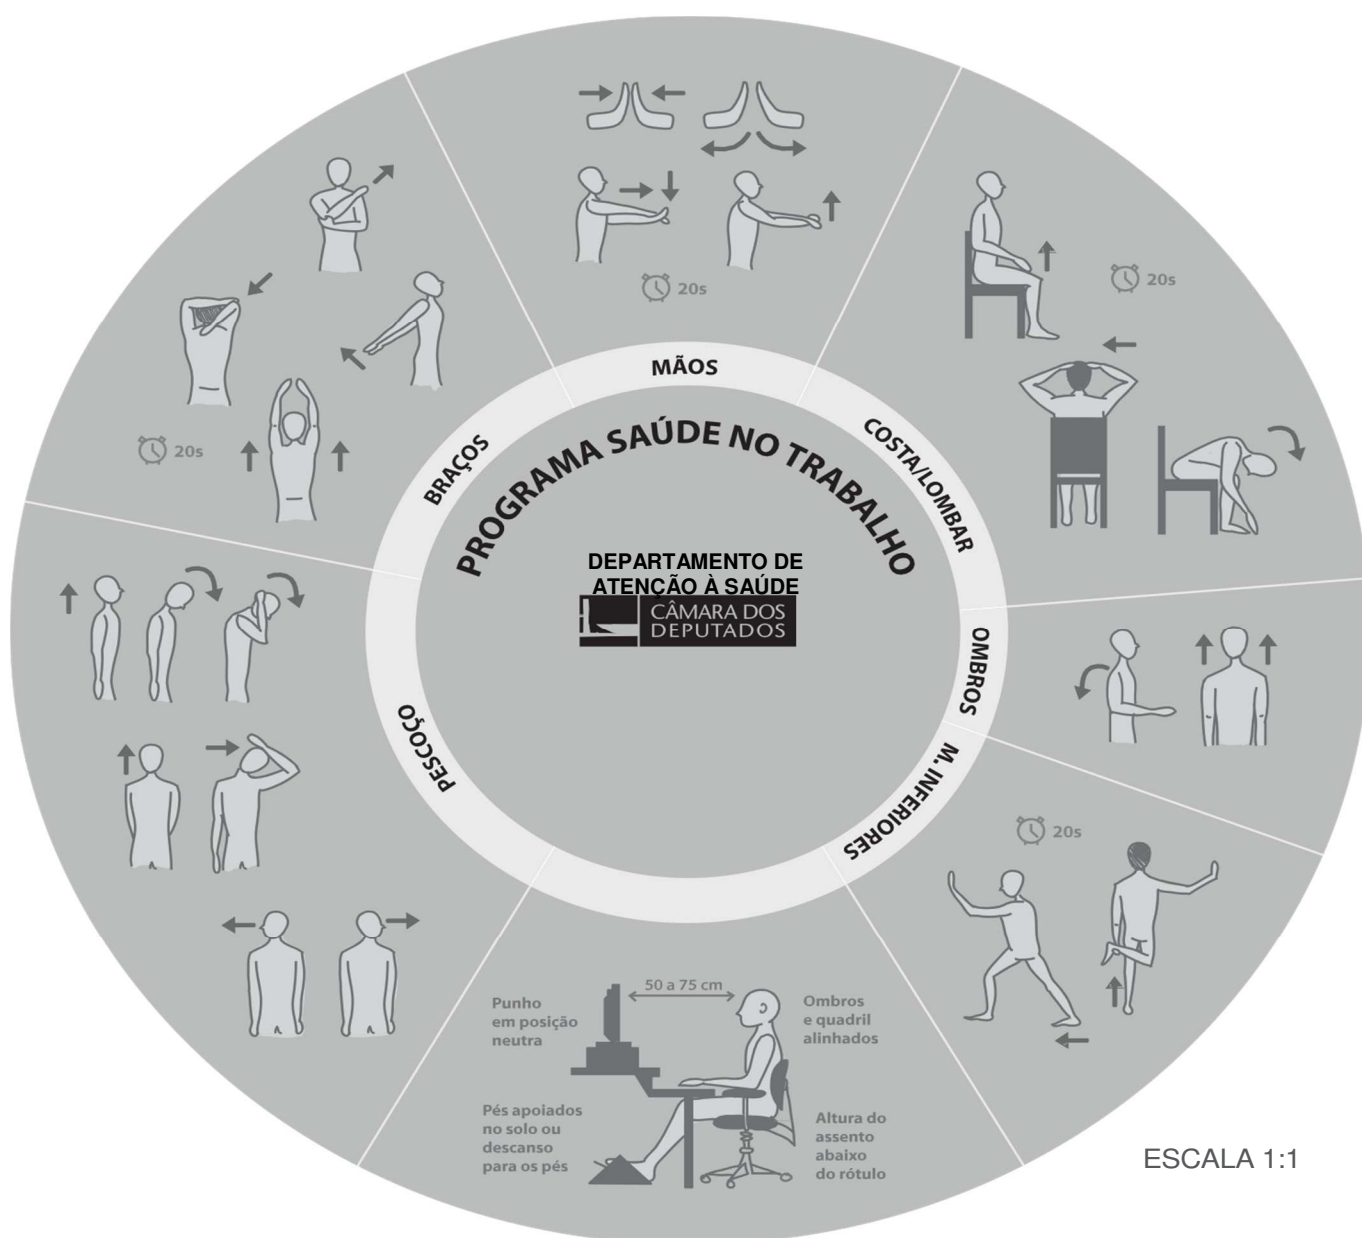 20s
MÃOS
20s
BRAÇOS
20s
COSTA/LOMBAR
PROGRAMA SAÚDE NO TRABALHO
DEPARTAMENTO DE
ATENÇÃO À SAÚDE
CÂMARA DOS
DEPUTADOS
OMBROS
PESCOÇO
M. INFERIORES
20s
50 a 75 cm
Punho
em posição
neutra
Ombros
e quadril
alinhados
Pés apoiados
no solo ou
descanso
para os pés
Altura do
assento
abaixo
do rótulo
ESCALA 1:1